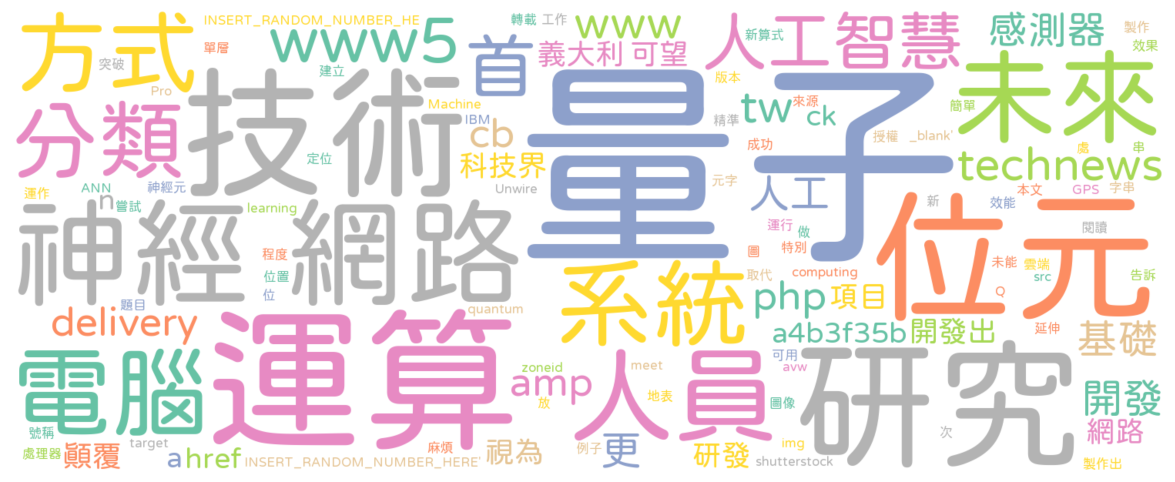 方式
INSERT_RANDOM_NUMBER_HE
單層
突破
Pro
www5
建立
首
轉載
工作
www
義大利
可望
新算式
人工智慧
感測器
製作
效果
分類
技術
Machine
IBM
cb
科技界
Unwire
量子
版本
精準
tw
來源
ck
成功
授權
_blank'
簡單
未來
處
串
technews
定位
運作
ANN
n
神經元
嘗試
learning
元字
人工
運行
做
特別
圖
新
效能
本文
GPS
字串
閱讀
神經網路
程度
位置
位
題目
delivery
quantum
系統
取代
computing
php
項目
位元
未能
雲端
src
告訴
Q
延伸
a4b3f35b
開發出
基礎
電腦
運算
zoneid
amp
放
meet
人員
地表
可用
avw
圖像
研究
開發
網路
號稱
處理器
顛覆
target
a
href
INSERT_RANDOM_NUMBER_HERE'
麻煩
視為
例子
更
研發
img
shutterstock
次
製作出